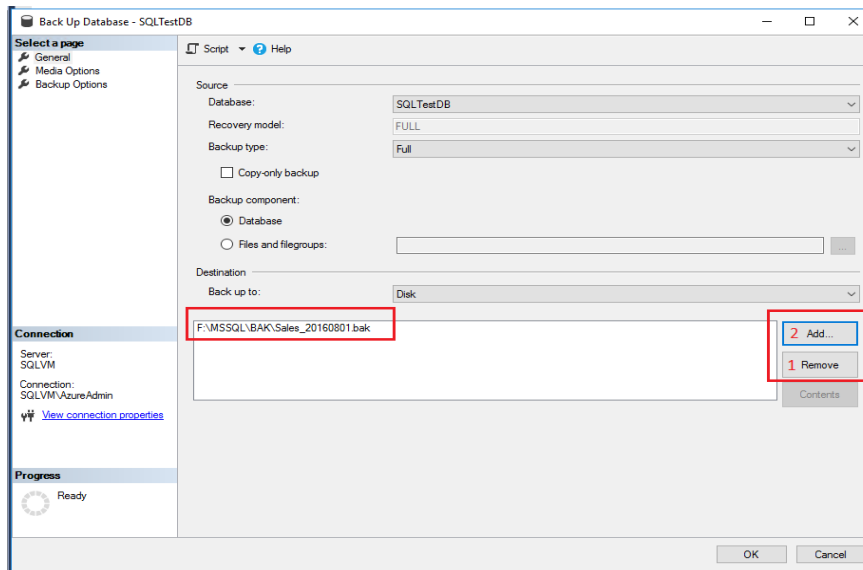 Back Up Database - SQLTestDB
Select a page
General
Media Options
Backup Options
Script
Help
Source
Database:
SQLTestDB
Recovery model:
FULL
Backup type:
Full
Copy-only backup
Backup component:
Database
Files and filegroups:
...
Destination
Back up to:
Disk
F:\MSSQL\BAK\Sales_20160801.bak
2 Add...
1 Remove
Contents
Connection
Server:
SQLVM
Connection:
SQLVM\AzureAdmin
View connection properties
Progress
Ready
OK
Cancel